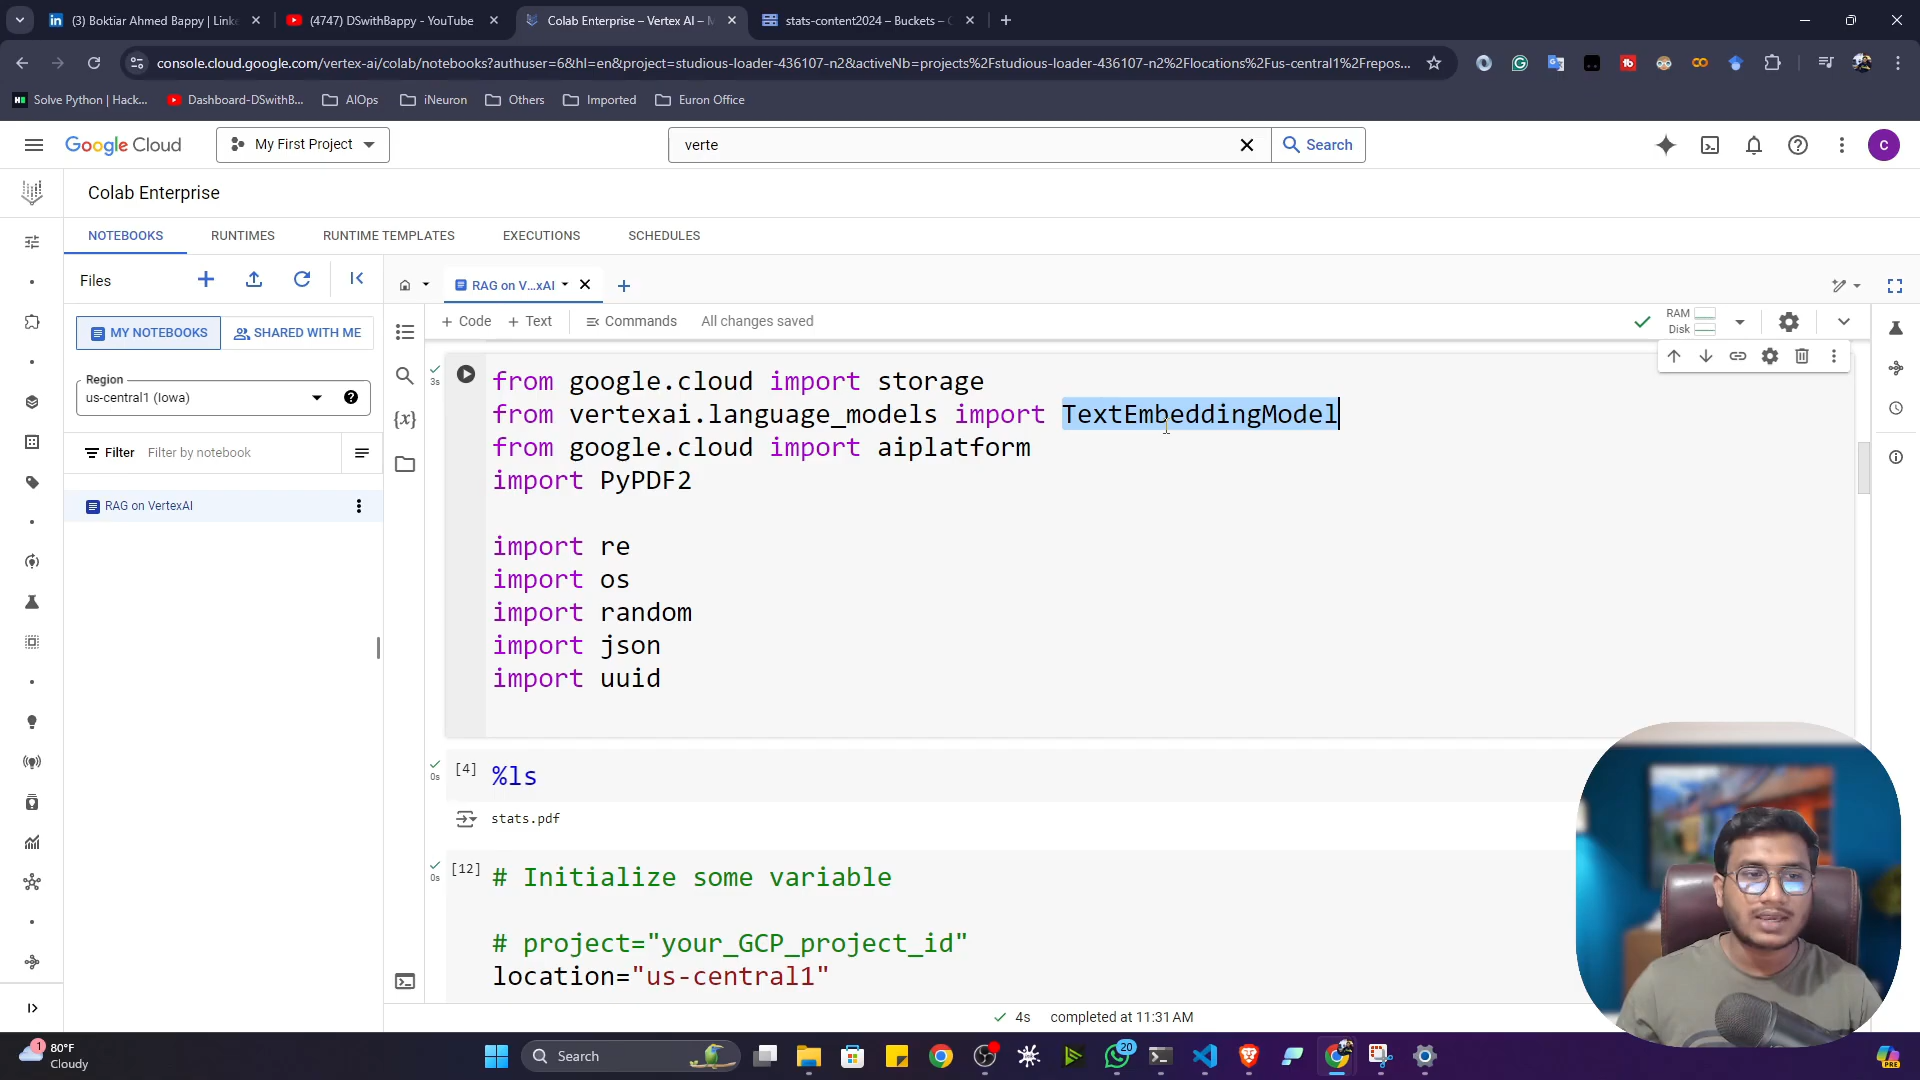 (3) Boktiar Ahmed Bappy | Linke
(4747) DSwithBappy - YouTube
Colab Enterprise – Vertex AI – M
stats-content2024 – Buckets – C
console.cloud.google.com/vertex-ai/colab/notebooks?authuser=6&hl=en&project=studious-loader-436107-n2&activeNb=projects%2Fstudious-loader-436107-n2%2Flocations%2Fus-central1%2Frepos...
Solve Python | Hack...
Dashboard-DSwithB...
AIOps
iNeuron
Others
Imported
Euron Office
Google Cloud
My First Project
verte
Search
C
Colab Enterprise
NOTEBOOKS
RUNTIMES
RUNTIME TEMPLATES
EXECUTIONS
SCHEDULES
Files
RAG on V...xAI
MY NOTEBOOKS
SHARED WITH ME
+ Code
+ Text
Commands
All changes saved
RAM
Disk
Region
us-central1 (Iowa)
Filter
Filter by notebook
RAG on VertexAI
3s
from google.cloud import storage
from vertexai.language_models import TextEmbeddingModel
from google.cloud import aiplatform
import PyPDF2
import re
import os
import random
import json
import uuid
0s
[4]
%ls
stats.pdf
0s
[12]
# Initialize some variable
# project="your_GCP_project_id"
location="us-central1"
4s completed at 11:31 AM
1
80°F
Cloudy
Search
20
PRE